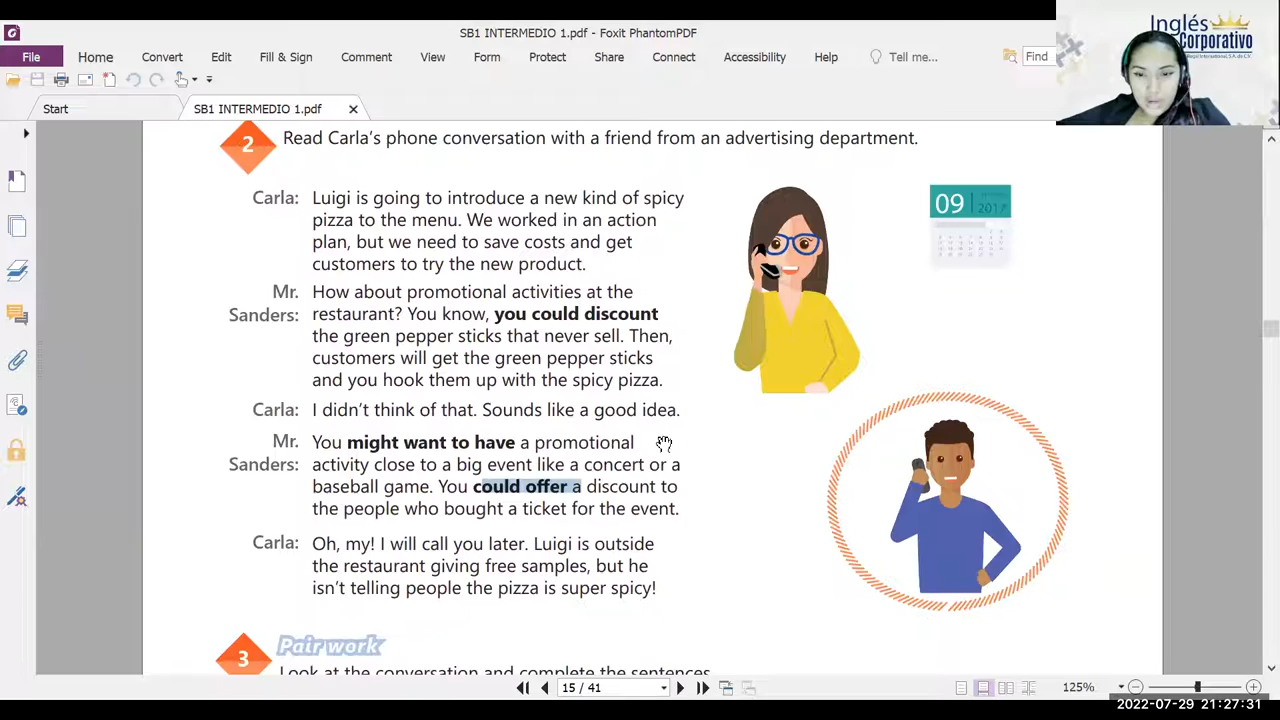 SB1 INTERMEDIO 1.pdf - Foxit PhantomPDF
File Home Convert Edit Fill & Sign Comment View Form Protect Share Connect Accessibility Help Tell me... Find
Inglés
Corporativo
Start SB1 INTERMEDIO 1.pdf
2 Read Carla's phone conversation with a friend from an advertising department.
Carla: Luigi is going to introduce a new kind of spicy
pizza to the menu. We worked in an action
plan, but we need to save costs and get
customers to try the new product.
Mr. How about promotional activities at the
Sanders: restaurant? You know, you could discount
the green pepper sticks that never sell. Then,
customers will get the green pepper sticks
and you hook them up with the spicy pizza.
Carla: I didn't think of that. Sounds like a good idea.
Mr. You might want to have a promotional
Sanders: activity close to a big event like a concert or a
baseball game. You could offer a discount to
the people who bought a ticket for the event.
Carla: Oh, my! I will call you later. Luigi is outside
the restaurant giving free samples, but he
isn't telling people the pizza is super spicy!
09
3 Pair work
Look at the conversation and complete the sentences
15 / 41
125%
2022-07-29 21:27:31